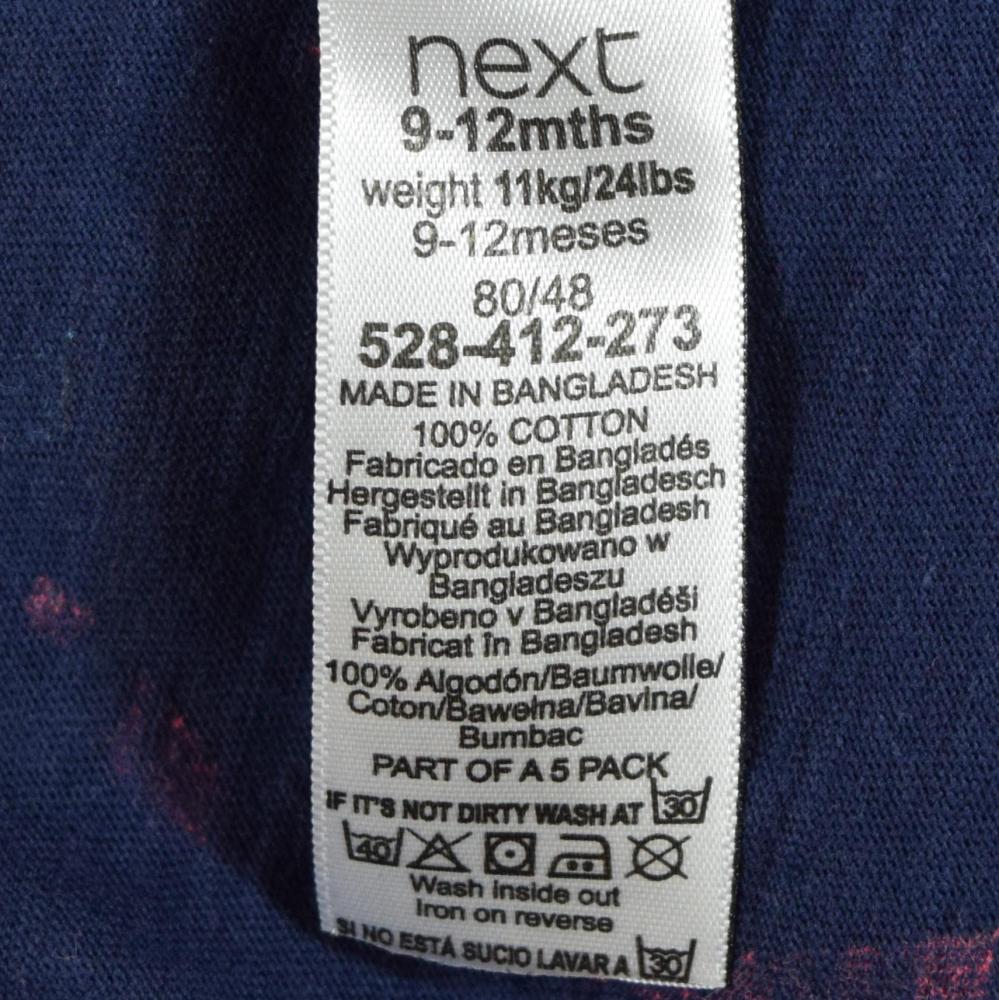 next
9-12mths
weight 11kg/24lbs
9-12meses
80/48
528-412-273
MADE IN BANGLADESH
100% COTTON
Fabricado en Bangladés
Hergestellt in Bangladesch
Fabriqué au Bangladesh
Wyprodukowano w
Bangladeszu
Vyrobeno v Bangladéši
Fabricat în Bangladesh
100% Algodón/Baumwolle/
Coton/Bawełna/Bavlna/
Bumbac
PART OF A 5 PACK
IF IT'S NOT DIRTY WASH AT 30
40
Wash inside out
Iron on reverse
SI NO ESTÁ SUCIO LAVAR A 30